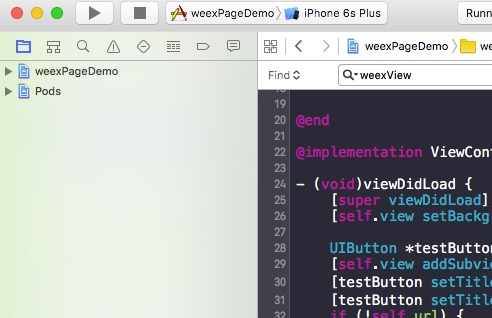 weexPageDemo iPhone 6s Plus Runn
weexPageDemo
Pods
weexPageDemo
Find weexView
19
20 @end
21
22 @implementation ViewCont
23
24 - (void)viewDidLoad {
25 [super viewDidLoad]
26 [self.view setBackg
27
28 UIButton *testButton
29 [self.view addSubvie
30 [testButton setTitle
31 [testButton setTitle
32 if (!self.url) {